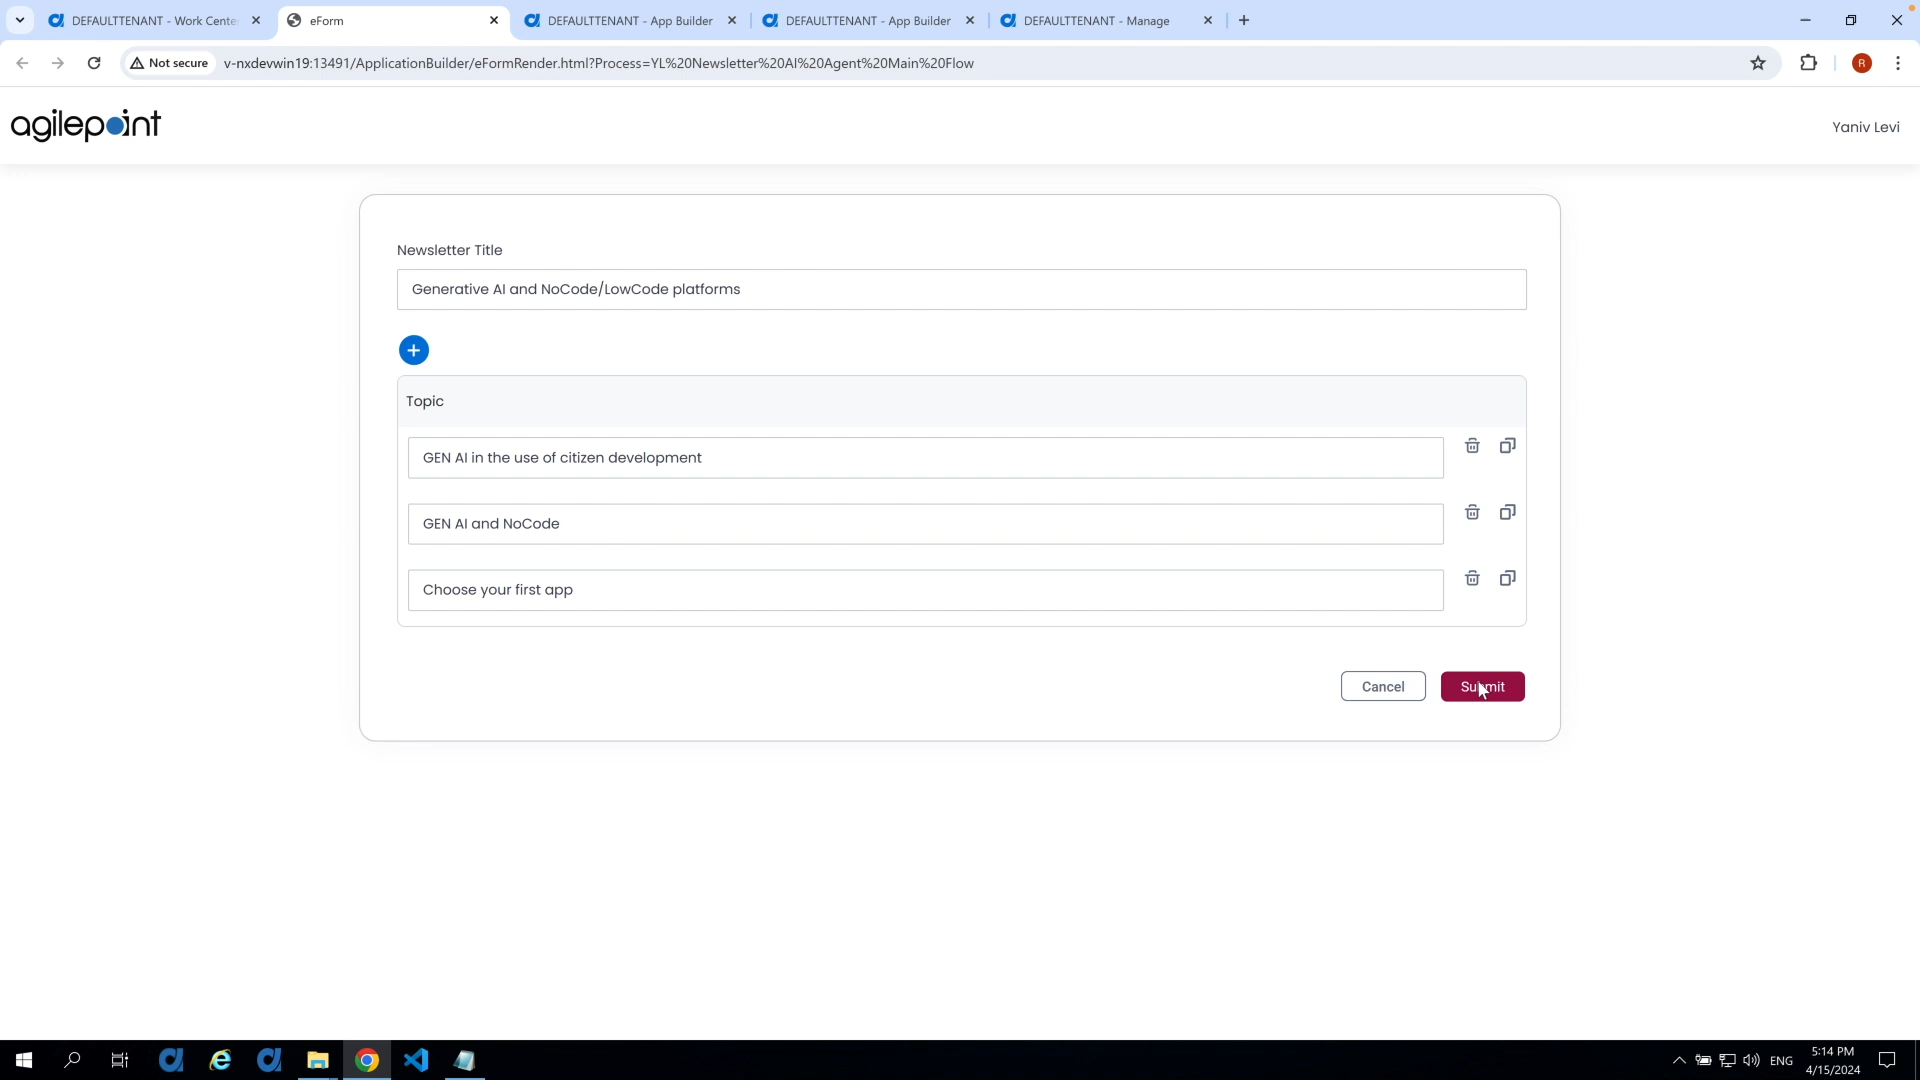 DEFAULTTENANT - Work Cente
eForm
DEFAULTTENANT - App Builder
DEFAULTTENANT - App Builder
DEFAULTTENANT - Manage
Not secure
v-nxdevwin19:13491/ApplicationBuilder/eFormRender.html?Process=YL%20Newsletter%20AI%20Agent%20Main%20Flow
R
agilepoint
Yaniv Levi
Newsletter Title
Generative AI and NoCode/LowCode platforms
Topic
GEN AI in the use of citizen development
GEN AI and NoCode
Choose your first app
Cancel
Submit
ENG
5:14 PM
4/15/2024